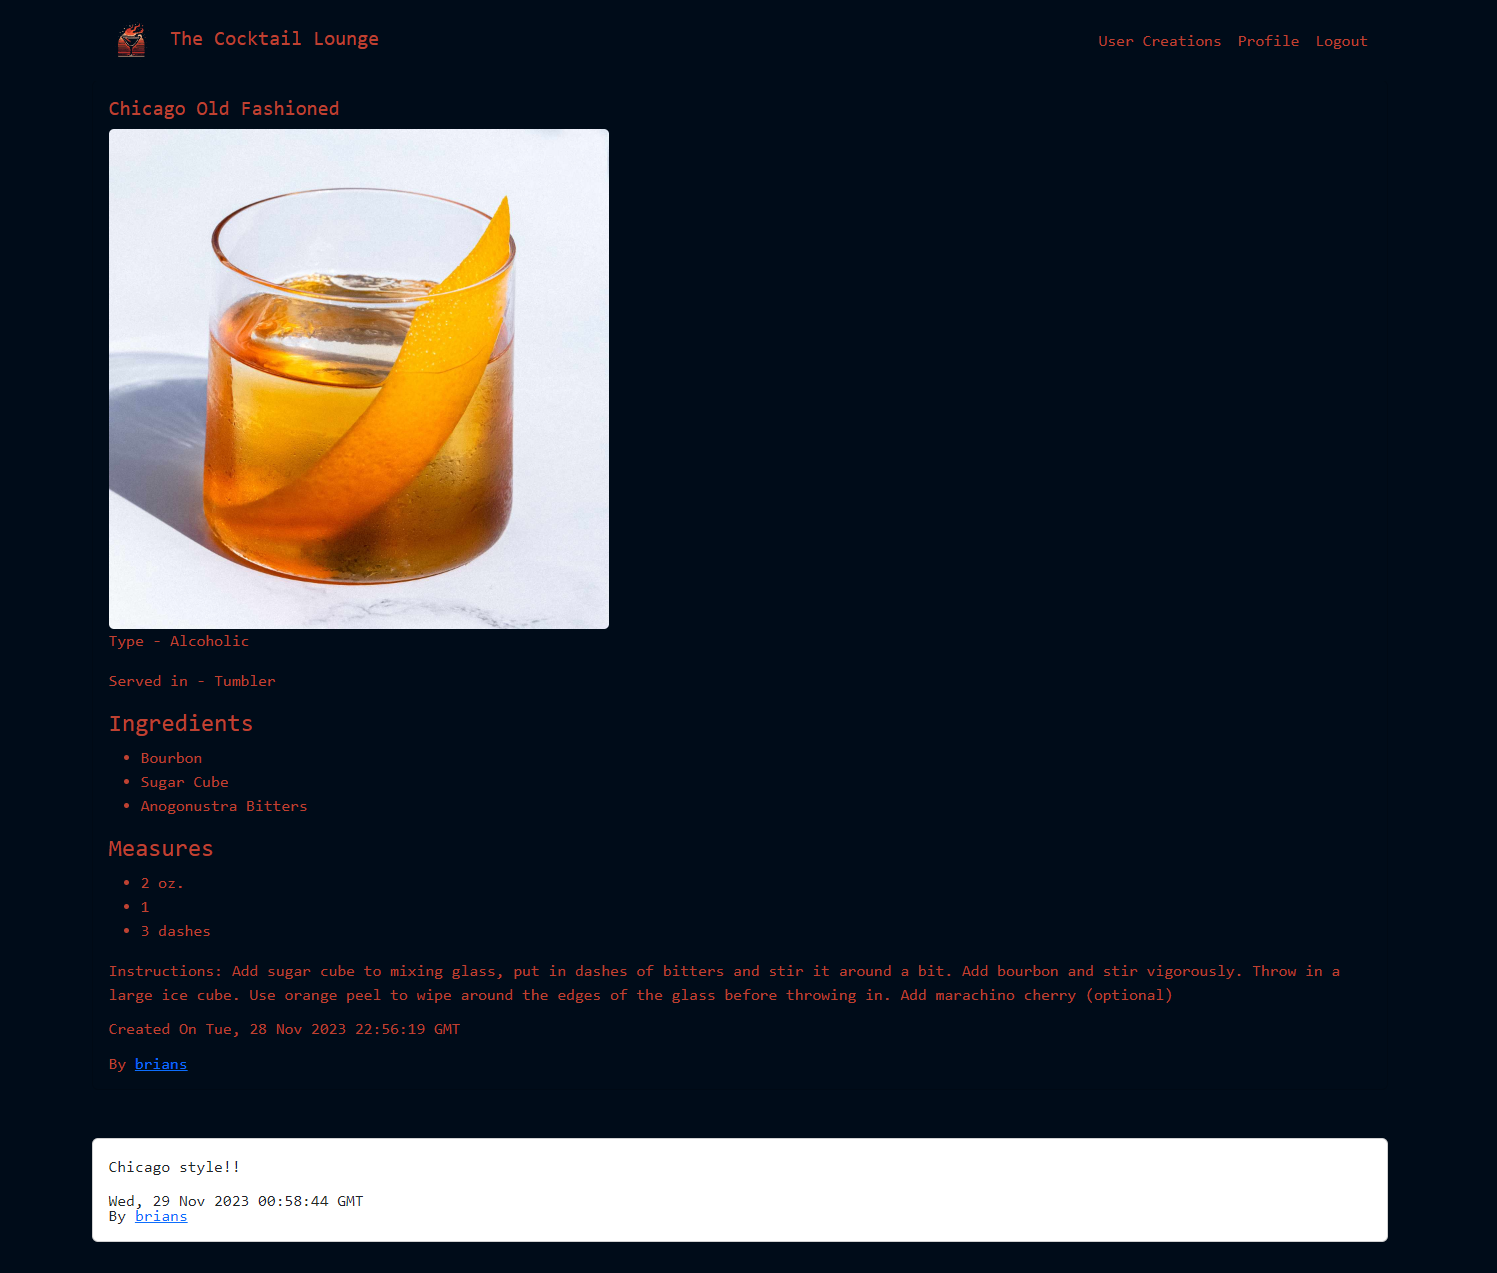 The Cocktail Lounge
User Creations Profile Logout
Chicago Old Fashioned
Type - Alcoholic
Served in - Tumbler
Ingredients
• Bourbon
• Sugar Cube
• Anogonustra Bitters
Measures
• 2 oz.
• 1
• 3 dashes
Instructions: Add sugar cube to mixing glass, put in dashes of bitters and stir it around a bit. Add bourbon and stir vigorously. Throw in a
large ice cube. Use orange peel to wipe around the edges of the glass before throwing in. Add marachino cherry (optional)
Created On Tue, 28 Nov 2023 22:56:19 GMT
By brians
Chicago style!!
Wed, 29 Nov 2023 00:58:44 GMT
By brians